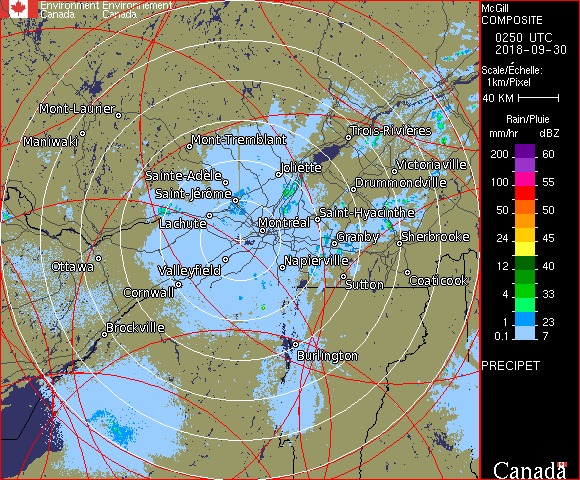 Environment Environnement
Canada Canada
McGill
COMPOSITE
0250 UTC
2018-09-30
Scale/Échelle:
1km/Pixel
40 KM
Rain/Pluie
mm/hr dBZ
200 60
100 55
50 50
24 45
12 40
4 33
1 23
0.1 7
PRECIPET
Canada
Mont-Laurier
Maniwaki
Mont-Tremblant
Trois-Rivières
Sainte-Adèle
Joliette
Victoriaville
Saint-Jérôme
Drummondville
Lachute
Montréal
Saint-Hyacinthe
Granby
Sherbrooke
Ottawa
Valleyfield
Napierville
Cornwall
Sutton
Coaticook
Brockville
Burlington